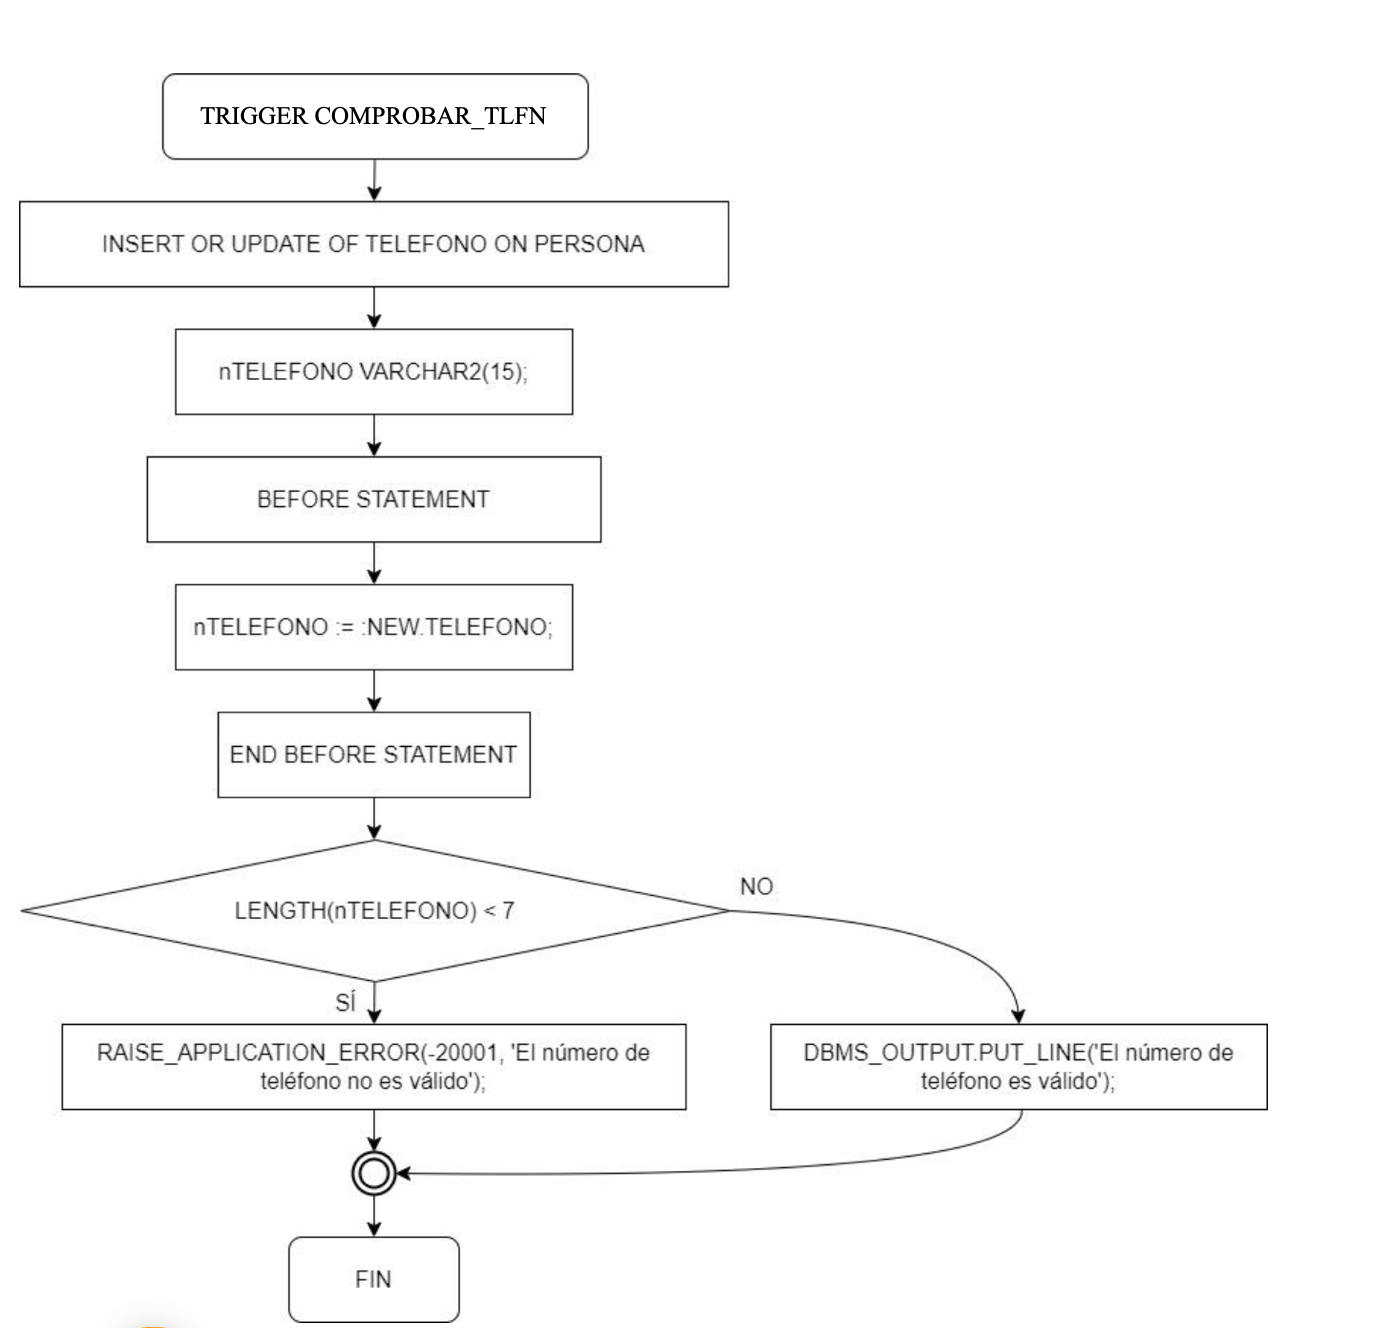 TRIGGER COMPROBAR_TLFN
INSERT OR UPDATE OF TELEFONO ON PERSONA
nTELEFONO VARCHAR2(15);
BEFORE STATEMENT
nTELEFONO := :NEW.TELEFONO;
END BEFORE STATEMENT
LENGTH(nTELEFONO) < 7
NO
SÍ
RAISE_APPLICATION_ERROR(-20001, 'El número de
teléfono no es válido');
DBMS_OUTPUT.PUT_LINE('El número de
teléfono es válido');
FIN